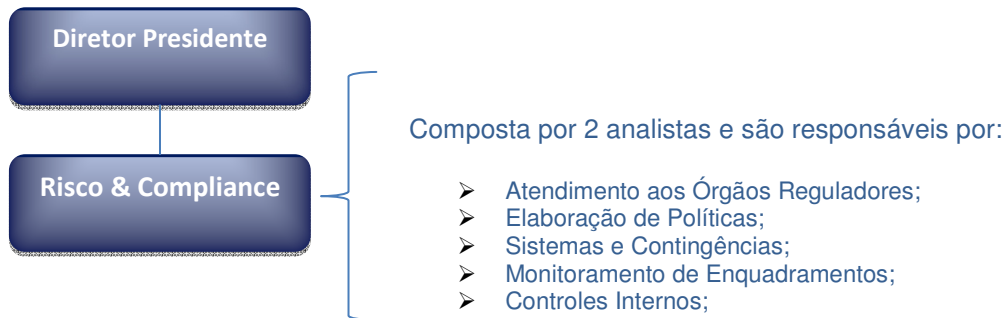 Diretor Presidente
Composta por 2 analistas e são responsáveis por:
Risco & Compliance
➢ Atendimento aos Órgãos Reguladores;
➢ Elaboração de Políticas;
➢ Sistemas e Contingências;
➢ Monitoramento de Enquadramentos;
➢ Controles Internos;